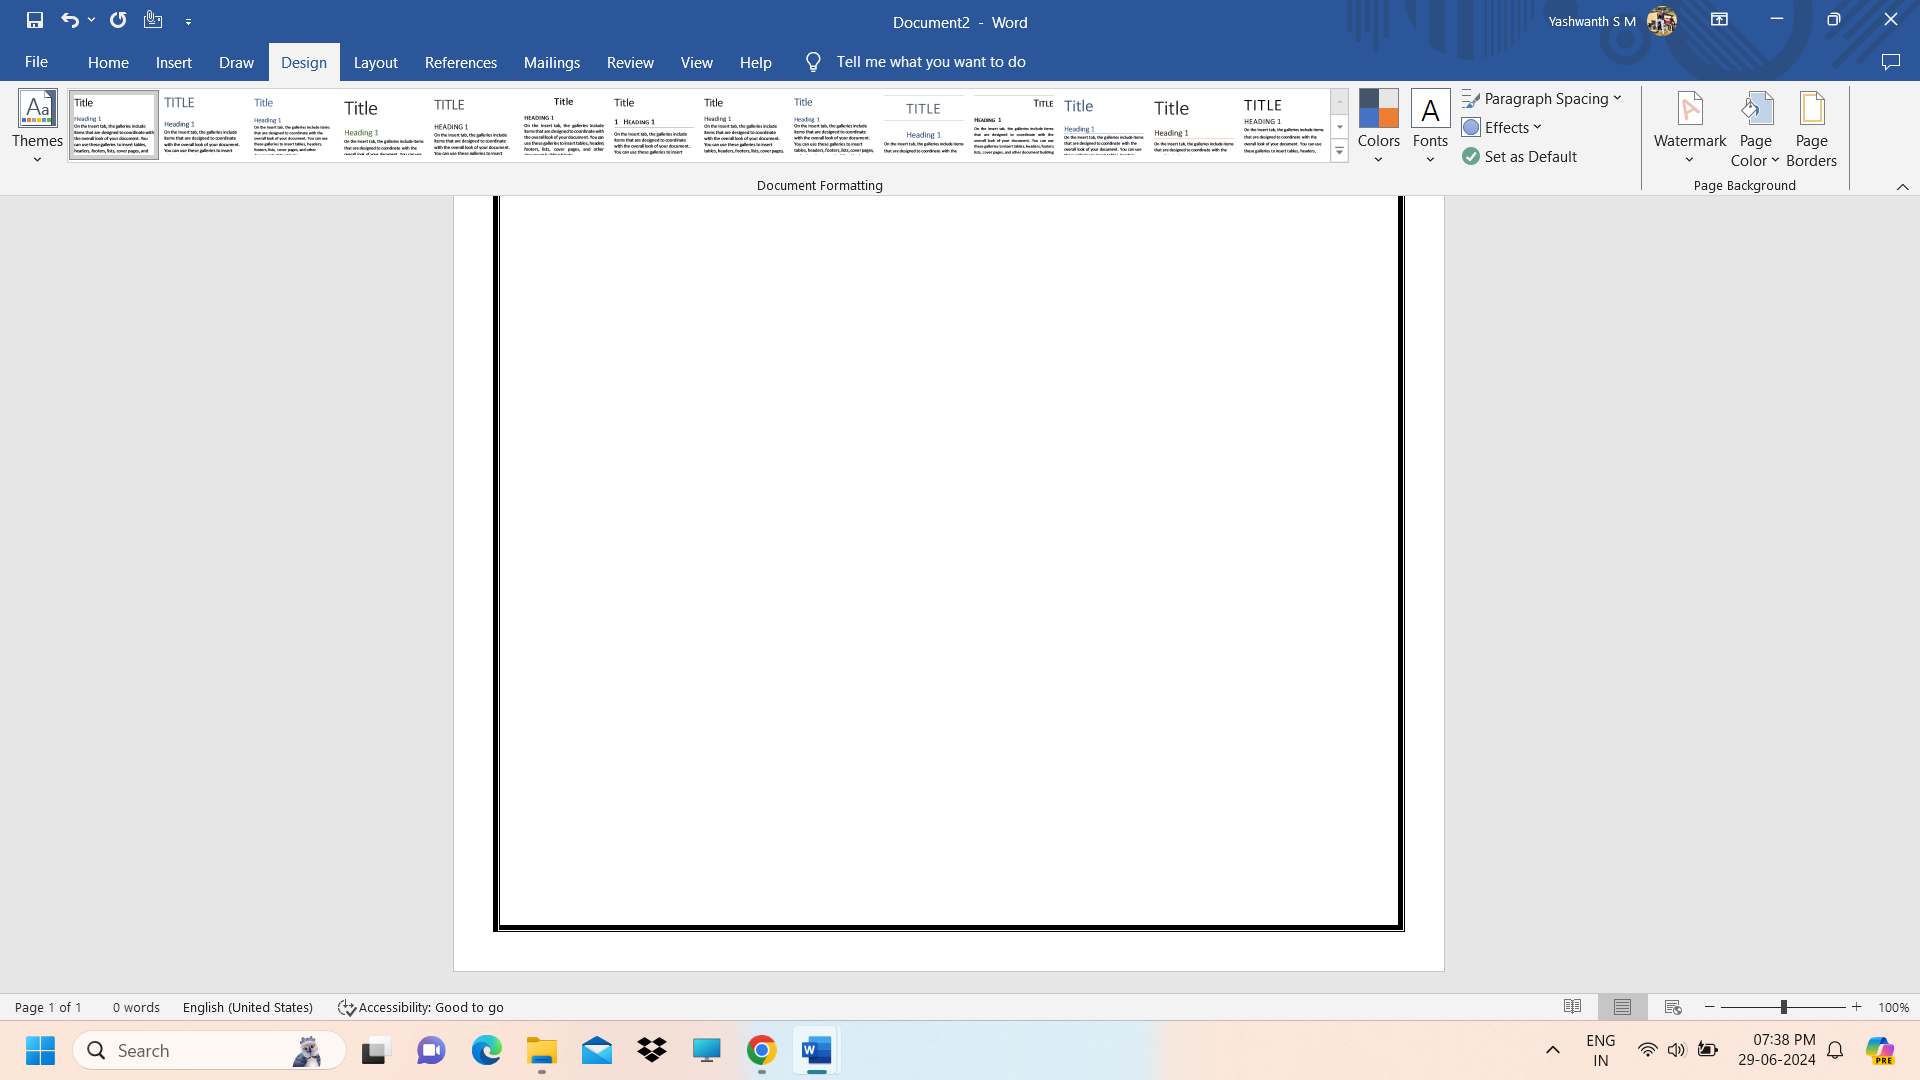 Document2 - Word
Yashwanth S M
File Home Insert Draw Design Layout References Mailings Review View Help Tell me what you want to do
Themes
Title
Heading 1
TITLE
Heading 1
Title
Heading 1
Title
Heading 1
TITLE
HEADING 1
Title
HEADING 1
Title
1 HEADING 1
Title
Heading 1
Title
Heading 1
TITLE
Heading 1
TITLE
HEADING 1
Title
Heading 1
Title
Heading 1
TITLE
HEADING 1
Colors
Fonts
Paragraph Spacing
Effects
Set as Default
Watermark
Page
Color
Page
Borders
Document Formatting
Page Background
Page 1 of 1 0 words English (United States) Accessibility: Good to go 100%
Search
ENG
IN
07:38 PM
29-06-2024
PRE